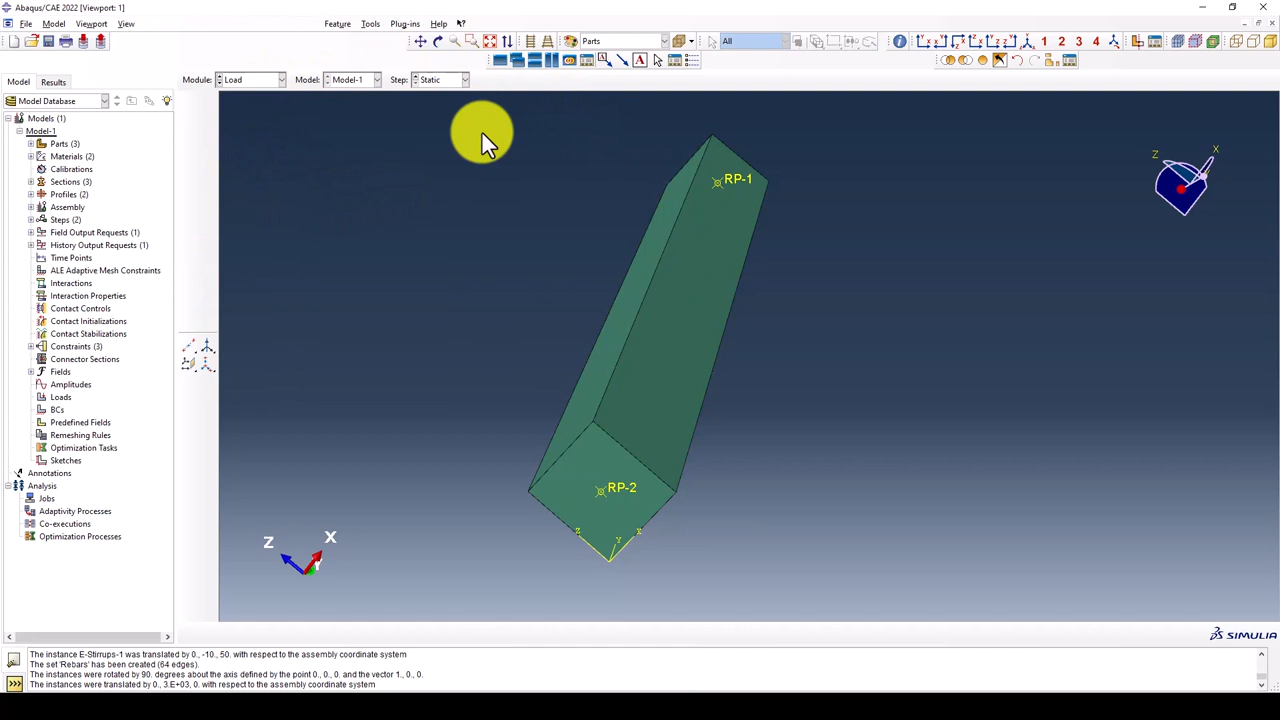 Abaqus/CAE 2022 [Viewport: 1]
File Model Viewport View Feature Tools Plug-ins Help
Parts All
1 2 3 4
Model Results Module: Load Model: Model-1 Step: Static
Model Database
Models (1)
Model-1
Parts (3)
Materials (2)
Calibrations
Sections (3)
Profiles (2)
Assembly
Steps (2)
Field Output Requests (1)
History Output Requests (1)
Time Points
ALE Adaptive Mesh Constraints
Interactions
Interaction Properties
Contact Controls
Contact Initializations
Contact Stabilizations
Constraints (3)
Connector Sections
Fields
Amplitudes
Loads
BCs
Predefined Fields
Remeshing Rules
Optimization Tasks
Sketches
Annotations
Analysis
Jobs
Adaptivity Processes
Co-executions
Optimization Processes
Z X
RP-1
RP-2
Z Y X
Z X Y
SIMULIA
The instance E-Stirrups-1 was translated by 0., -10., 50. with respect to the assembly coordinate system
The set 'Rebars' has been created (64 edges).
The instances were rotated by 90. degrees about the axis defined by the point 0., 0., 0. and the vector 1., 0., 0.
The instances were translated by 0., 3.E+03, 0. with respect to the assembly coordinate system